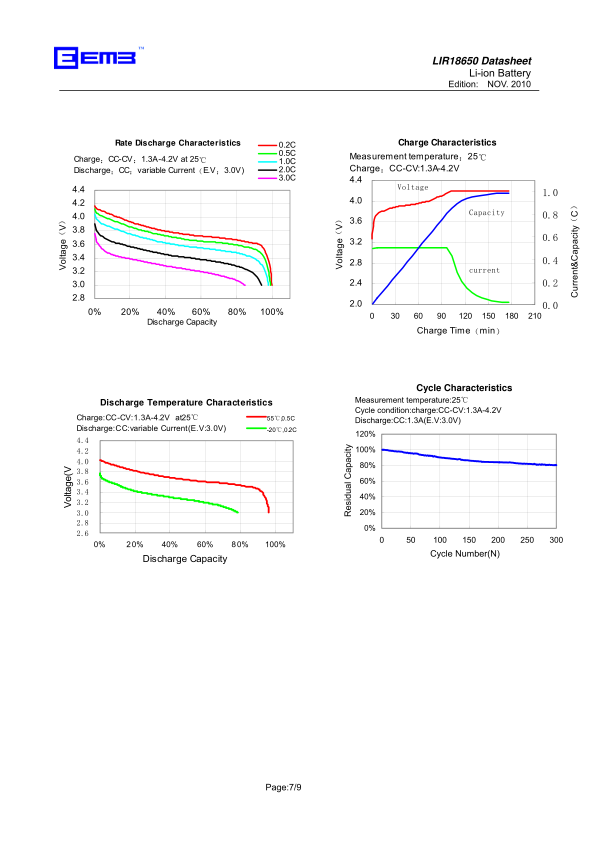 EEMB™
LIR18650 Datasheet
Li-ion Battery
Edition: NOV. 2010
Rate Discharge Characteristics
Charge：CC-CV：1.3A-4.2V at 25℃
Discharge：CC：variable Current（E.V：3.0V）
0.2C
0.5C
1.0C
2.0C
3.0C
4.4
4.2
4.0
3.8
3.6
3.4
3.2
3.0
2.8
Voltage（V）
0% 20% 40% 60% 80% 100%
Discharge Capacity
Charge Characteristics
Measurement temperature：25℃
Charge：CC-CV:1.3A-4.2V
4.4
4.0
3.6
3.2
2.8
2.4
2.0
Voltage（V）
Voltage
Capacity
current
1.0
0.8
0.6
0.4
0.2
0.0
Current&Capacity（C）
0 30 60 90 120 150 180 210
Charge Time（min）
Discharge Temperature Characteristics
Charge:CC-CV:1.3A-4.2V at25℃
Discharge:CC:variable Current(E.V:3.0V)
55℃,0.5C
-20℃,0.2C
4.4
4.2
4.0
3.8
3.6
3.4
3.2
3.0
2.8
2.6
Voltage(V
0% 20% 40% 60% 80% 100%
Discharge Capacity
Cycle Characteristics
Measurement temperature:25℃
Cycle condition:charge:CC-CV:1.3A-4.2V
Discharge:CC:1.3A(E.V:3.0V)
120%
100%
80%
60%
40%
20%
0%
Residual Capacity
0 50 100 150 200 250 300
Cycle Number(N)
Page:7/9